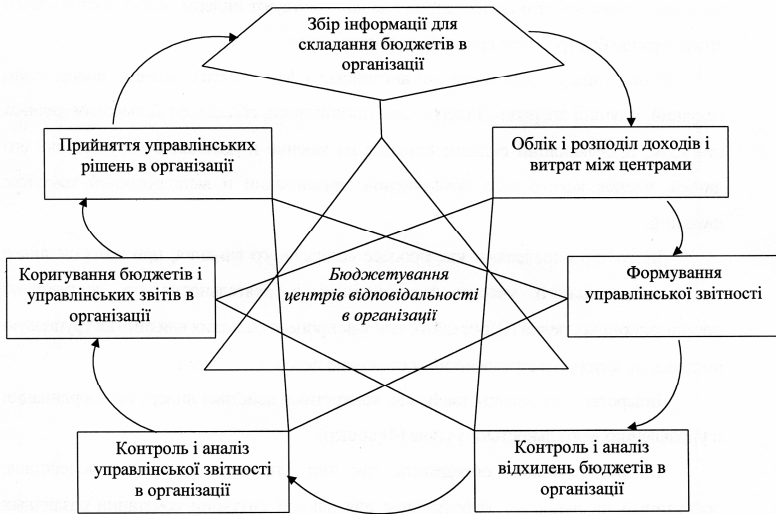 Збір інформації для
складання бюджетів в
організації
Прийняття управлінських
рішень в організації
Облік і розподіл доходів і
витрат між центрами
Коригування бюджетів і
управлінських звітів в
організації
Бюджетування
центрів відповідальності
в організації
Формування
управлінської звітності
Контроль і аналіз
управлінської звітності
в організації
Контроль і аналіз
відхилень бюджетів в
організації